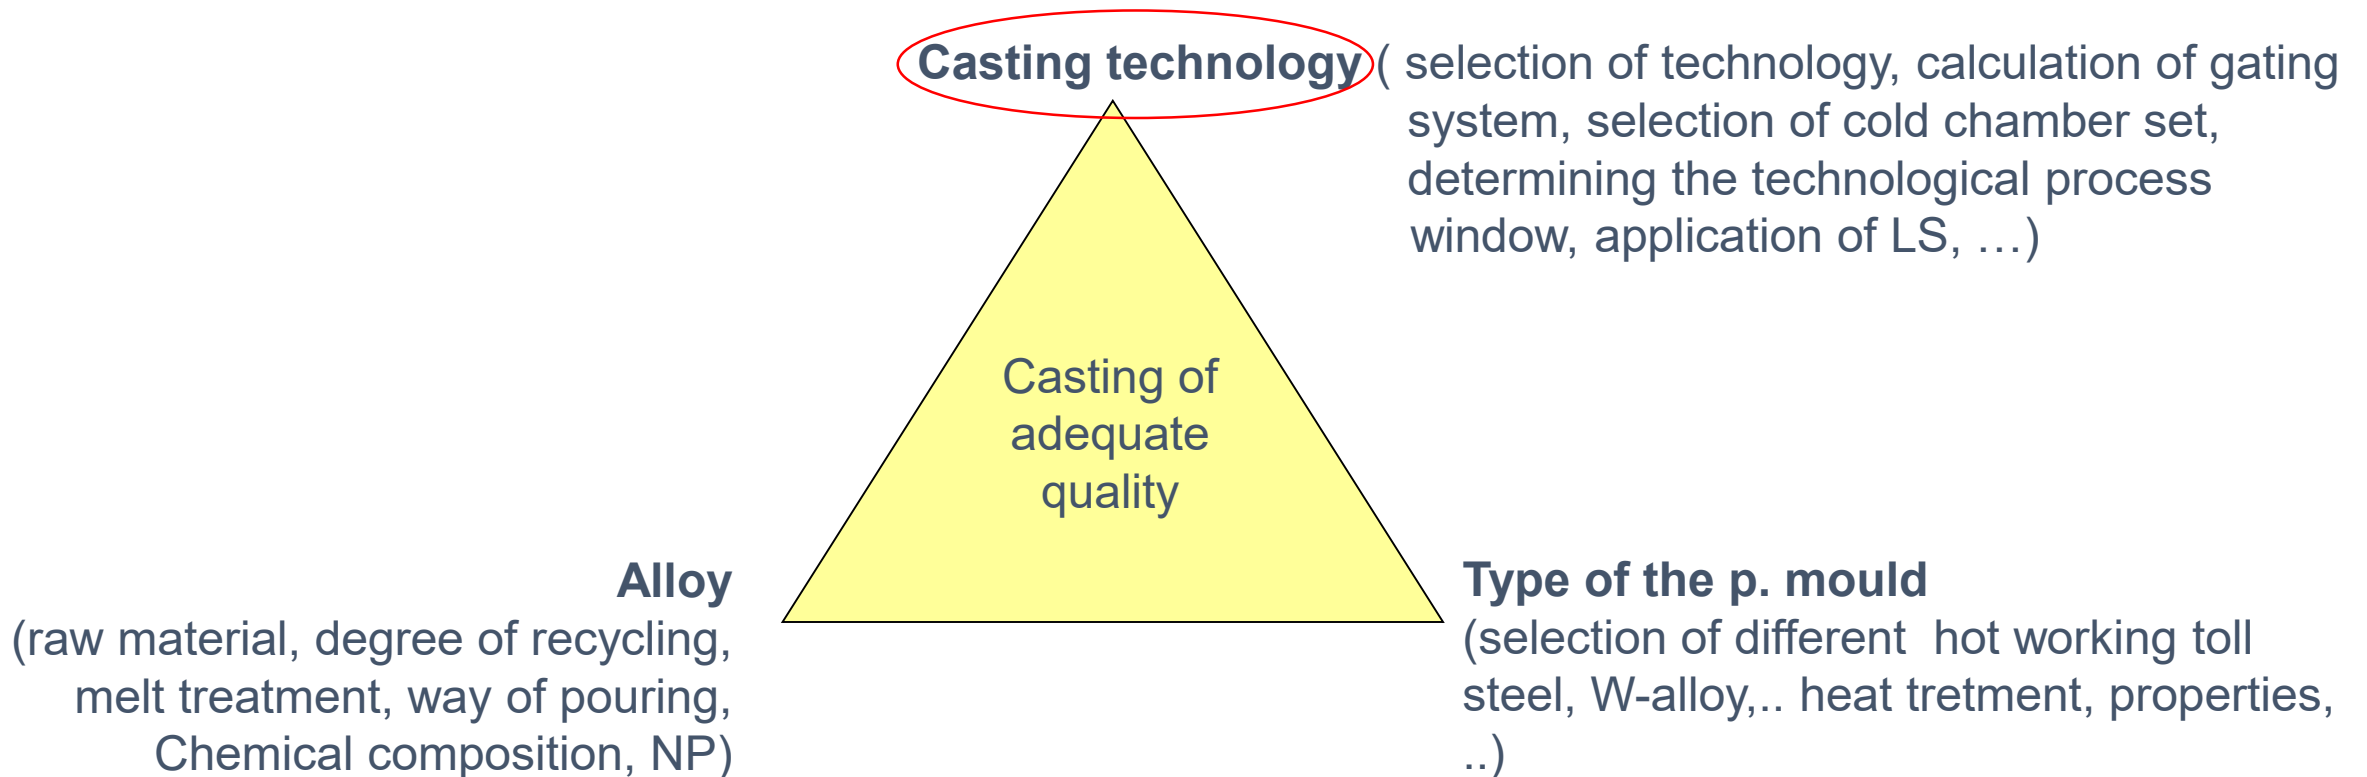 Casting technology ( selection of technology, calculation of gating
system, selection of cold chamber set,
determining the technological process
window, application of LS, …)
Casting of
adequate
quality
Alloy
(raw material, degree of recycling,
melt treatment, way of pouring,
Chemical composition, NP)
Type of the p. mould
(selection of different hot working toll
steel, W-alloy,.. heat tretment, properties,
..)